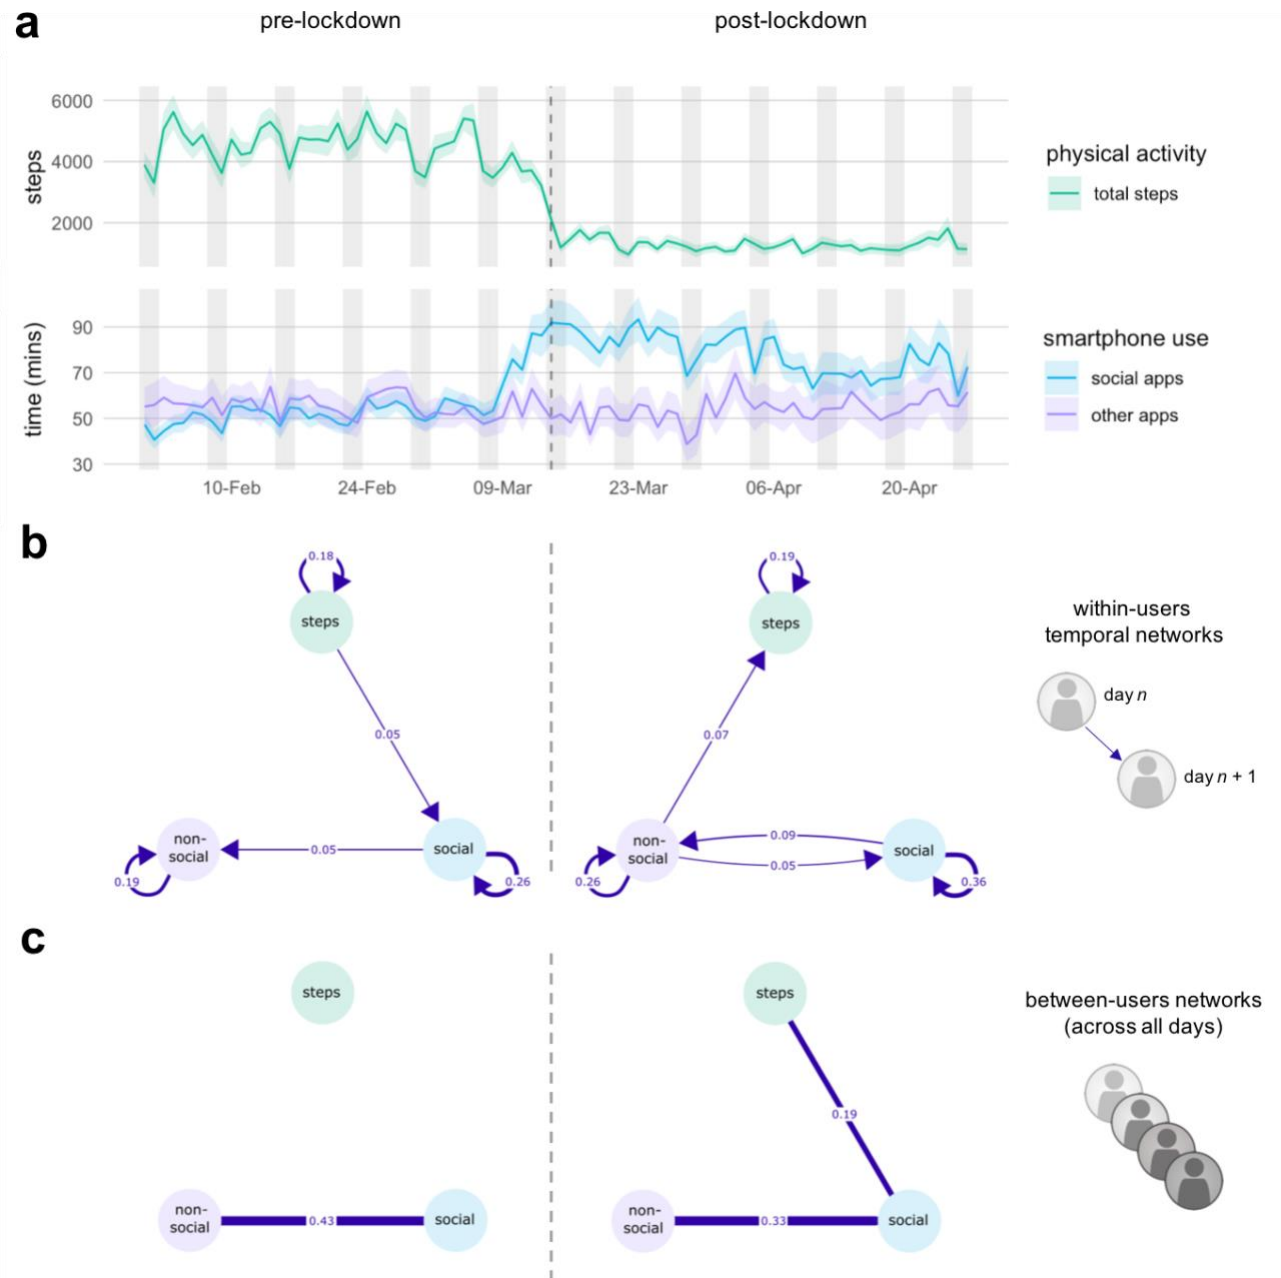 a
pre-lockdown
post-lockdown
6000
4000
2000
steps
physical activity
total steps
90
70
50
30
time (mins)
smartphone use
social apps
other apps
10-Feb
24-Feb
09-Mar
23-Mar
06-Apr
20-Apr
b
0.18
steps
0.05
non-
social
0.05
social
0.19
0.26
0.19
steps
0.07
non-
social
0.09
0.05
social
0.26
0.36
within-users
temporal networks
day n
day n + 1
c
steps
non-
social
0.43
social
steps
0.19
non-
social
0.33
social
between-users networks
(across all days)